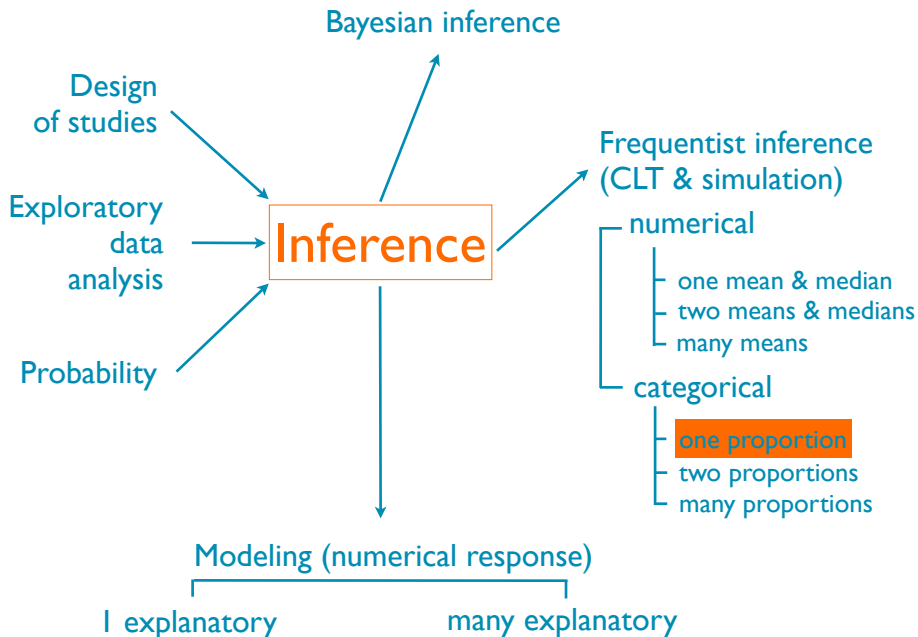 Bayesian inference
Design
of studies
Exploratory
data
analysis
Probability
Inference
Frequentist inference
(CLT & simulation)
numerical
one mean & median
two means & medians
many means
categorical
one proportion
two proportions
many proportions
Modeling (numerical response)
1 explanatory
many explanatory